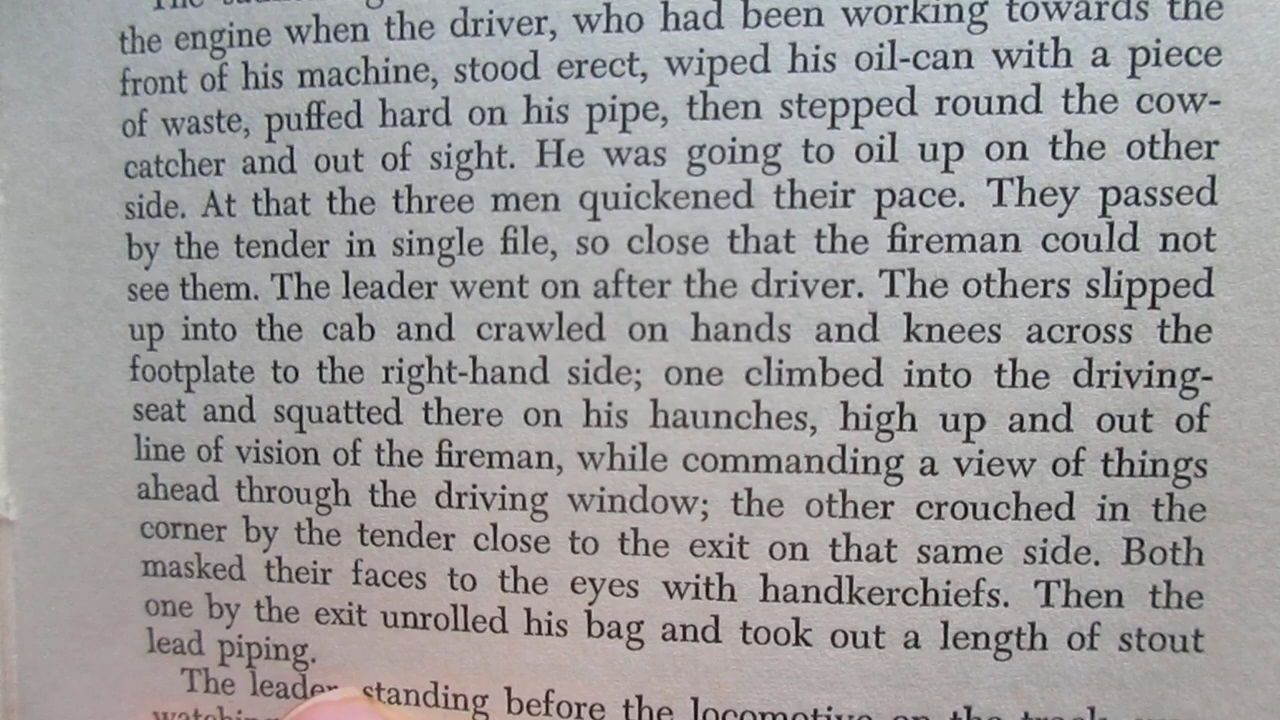 The
the engine when the driver, who had been working towards the
front of his machine, stood erect, wiped his oil-can with a piece
of waste, puffed hard on his pipe, then stepped round the cow-
catcher and out of sight. He was going to oil up on the other
side. At that the three men quickened their pace. They passed
by the tender in single file, so close that the fireman could not
see them. The leader went on after the driver. The others slipped
up into the cab and crawled on hands and knees across the
footplate to the right-hand side; one climbed into the driving-
seat and squatted there on his haunches, high up and out of
line of vision of the fireman, while commanding a view of things
ahead through the driving window; the other crouched in the
corner by the tender close to the exit on that same side. Both
masked their faces to the eyes with handkerchiefs. Then the
one by the exit unrolled his bag and took out a length of stout
lead piping.
The leader standing before the locomotive on the track